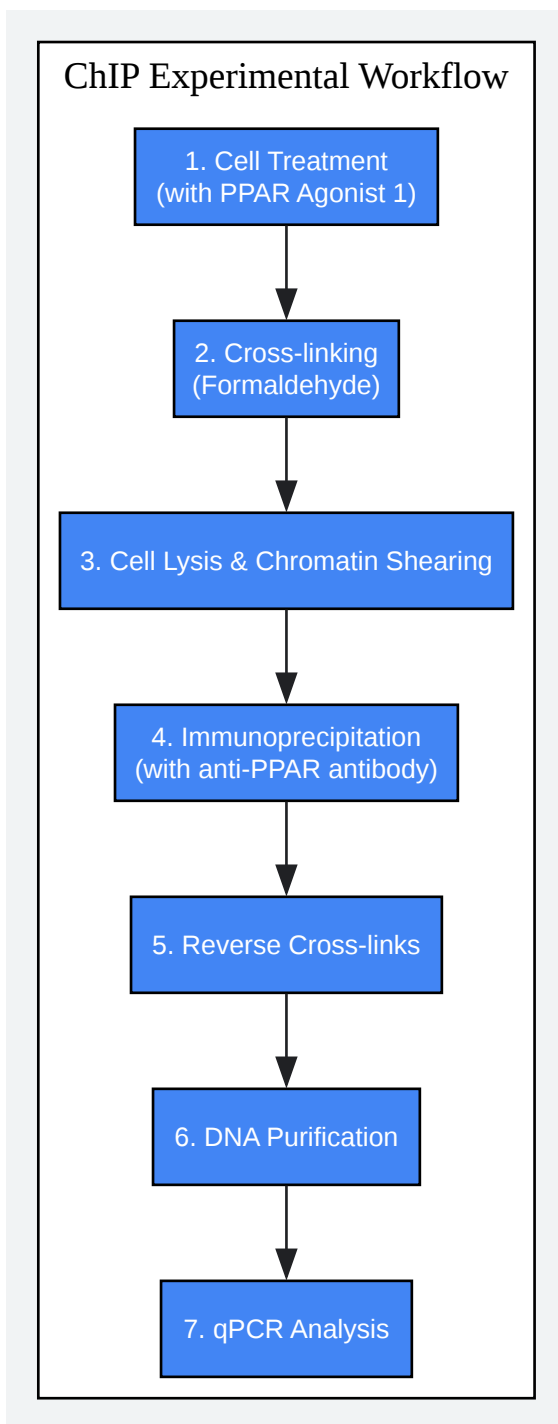 ChIP Experimental Workflow
1. Cell Treatment
(with PPAR Agonist 1)
2. Cross-linking
(Formaldehyde)
3. Cell Lysis & Chromatin Shearing
4. Immunoprecipitation
(with anti-PPAR antibody)
5. Reverse Cross-links
6. DNA Purification
7. qPCR Analysis